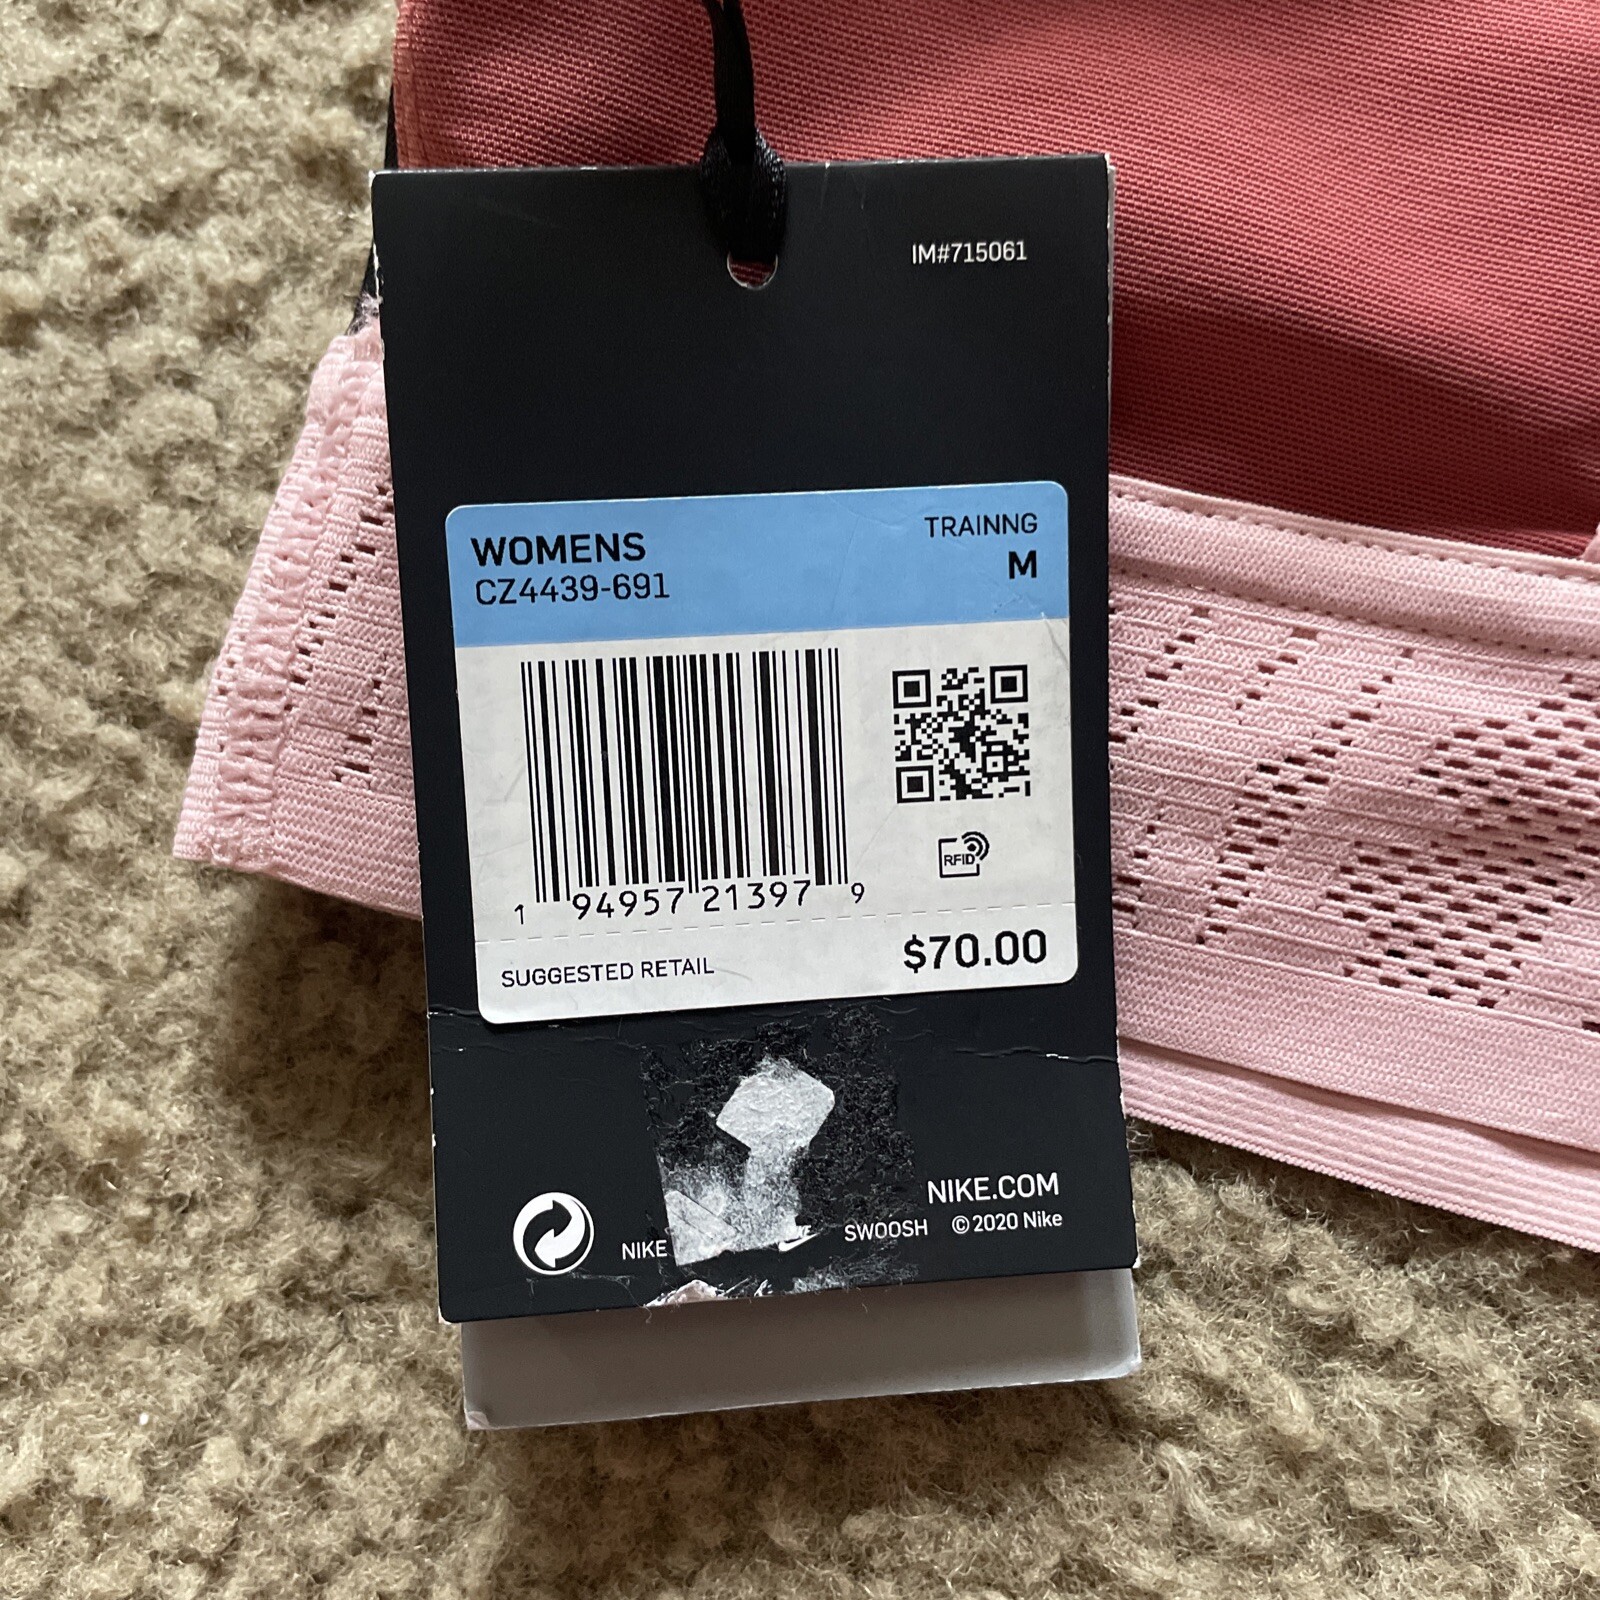 IM#715061
WOMENS
TRAINNG
CZ4439-691
M
1 94957 21397 9
RFID
SUGGESTED RETAIL
$70.00
NIKE.COM
NIKE SWOOSH © 2020 Nike